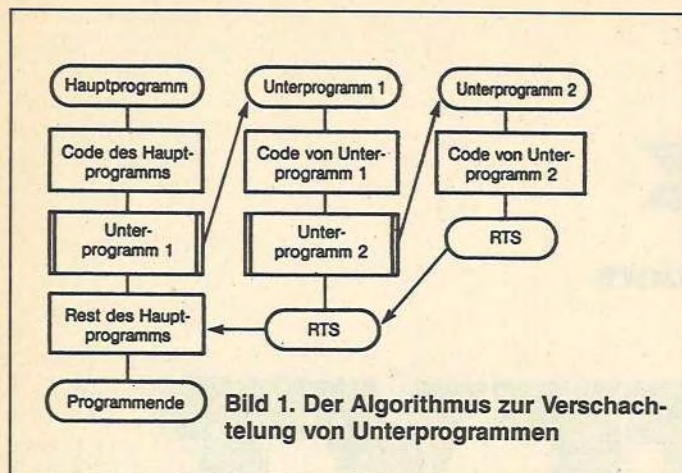 Hauptprogramm
Code des Haupt-
programms
Unter-
programm 1
Rest des Haupt-
programms
Programmende
Unterprogramm 1
Code von Unter-
programm 1
Unter-
programm 2
RTS
Unterprogramm 2
Code von Unter-
programm 2
RTS
Bild 1. Der Algorithmus zur Verschach-
telung von Unterprogrammen